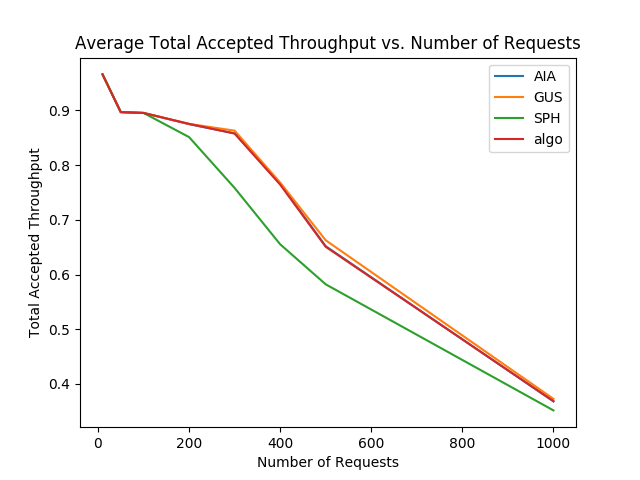 Average Total Accepted Throughput vs. Number of Requests
AIA
GUS
SPH
algo
Total Accepted Throughput
0.9
0.8
0.7
0.6
0.5
0.4
0
200
400
600
800
1000
Number of Requests